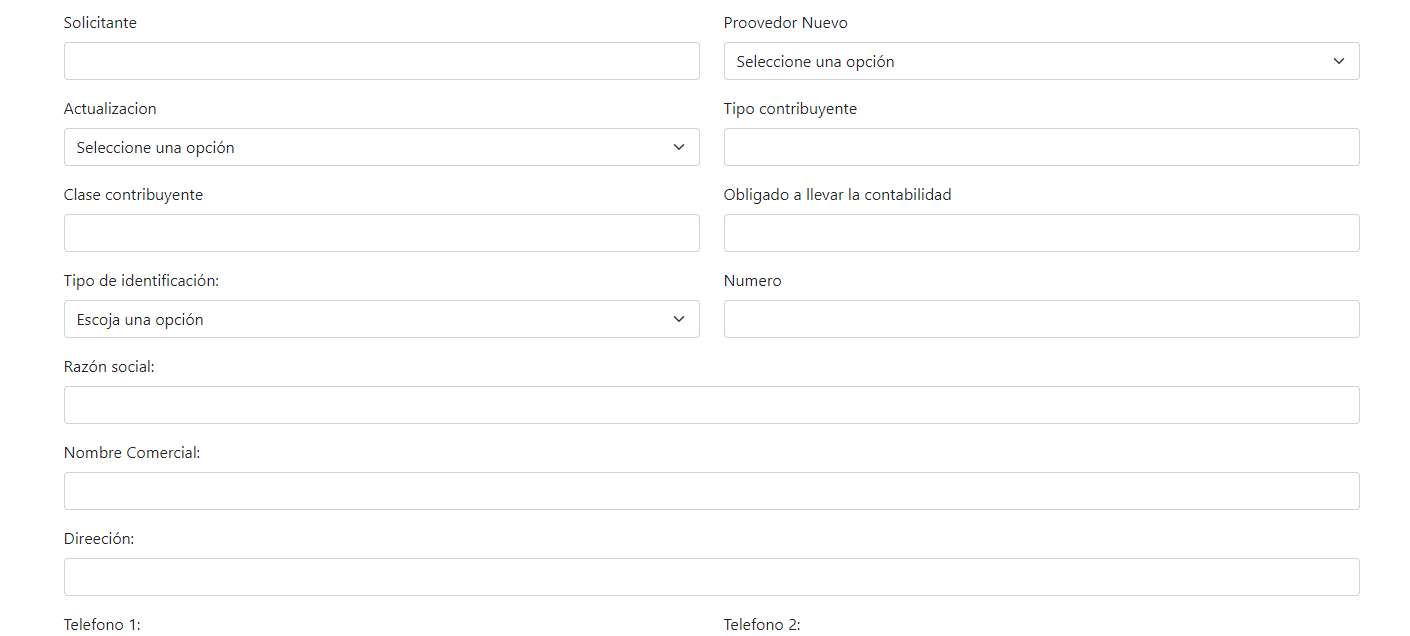 Solicitante
Proovedor Nuevo
Seleccione una opción
Actualizacion
Tipo contribuyente
Seleccione una opción
Clase contribuyente
Obligado a llevar la contabilidad
Tipo de identificación:
Numero
Escoja una opción
Razón social:
Nombre Comercial:
Direeción:
Telefono 1:
Telefono 2: